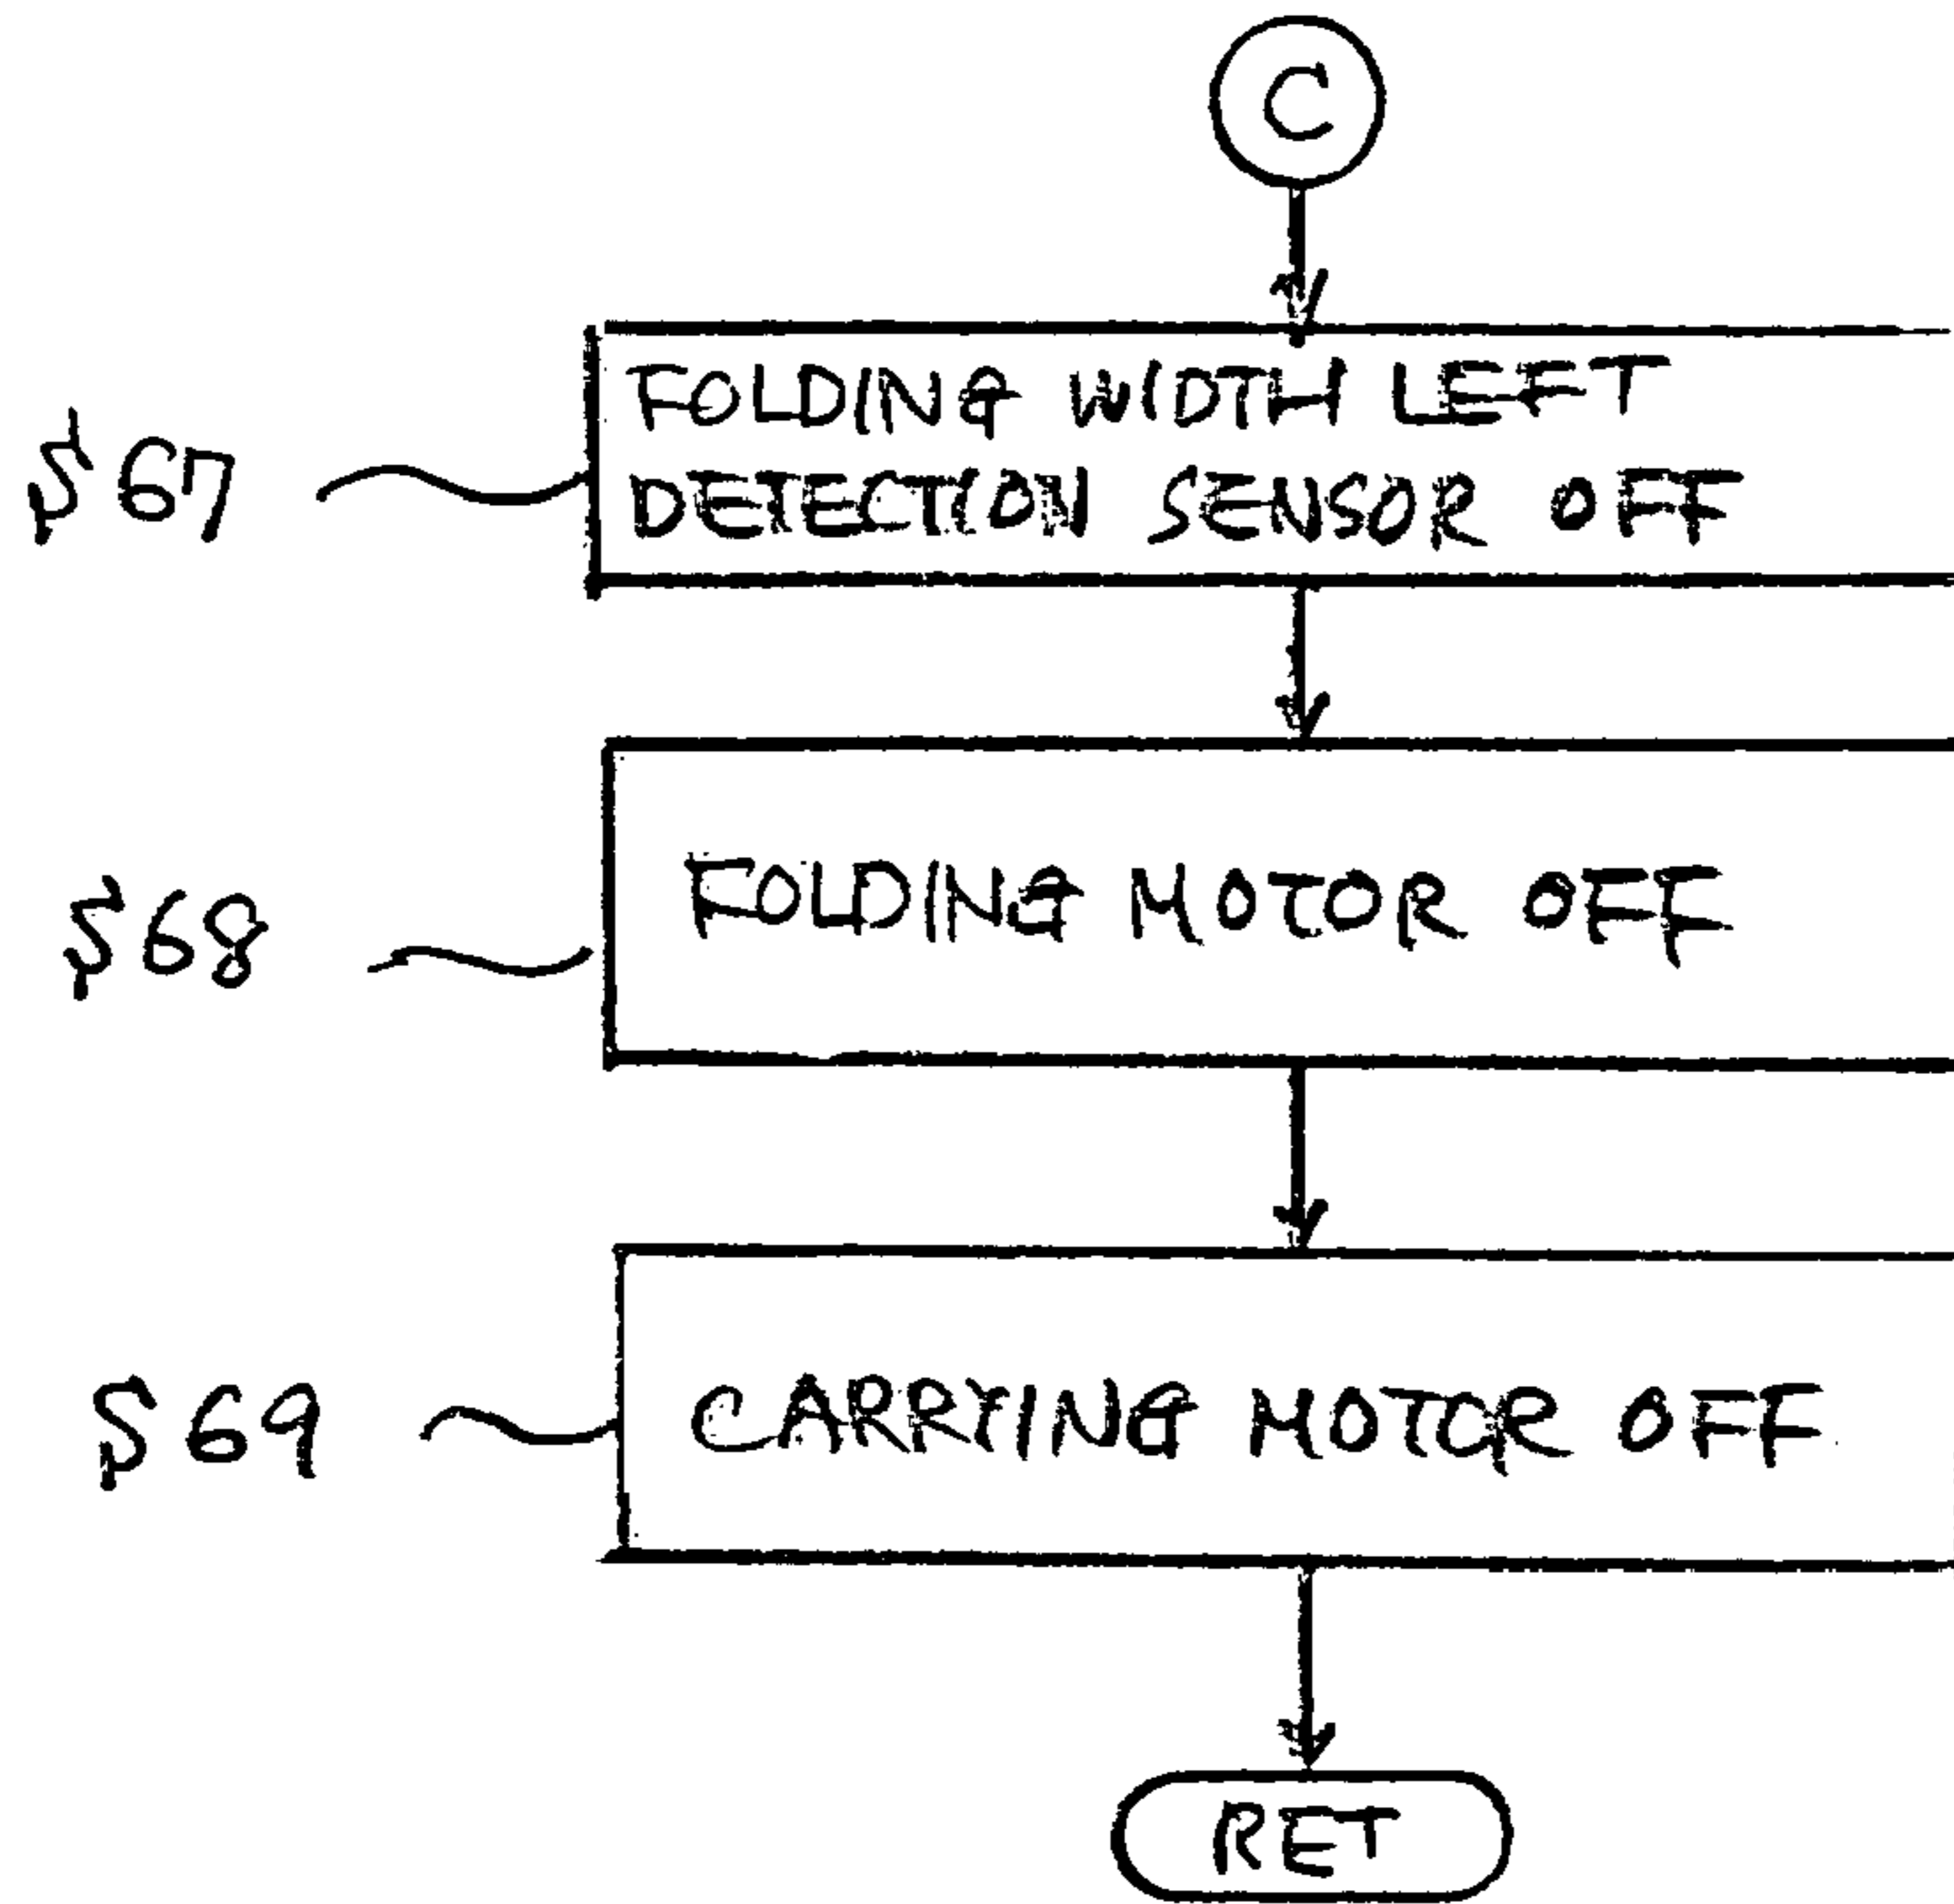 C
FOLDING WIDTH LEFT
DETECTION SENSOR OFF
S67
FOLDING MOTOR OFF
S68
CARRYING MOTOR OFF
S69
RET